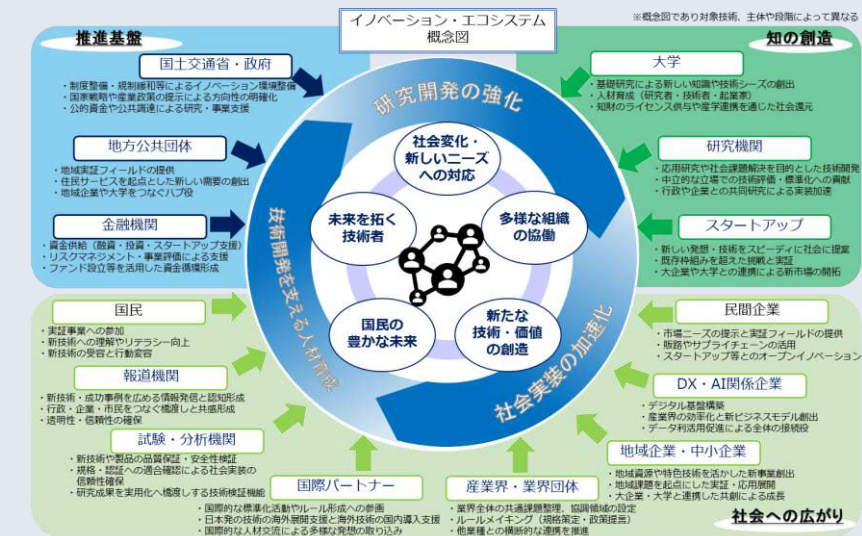 イノベーション・エコシステム
概念図
※概念図であり対象技術、主体や段階によって異なる
推進基盤
知の創造
国土交通省・政府
・制度整備・規制緩和等によるイノベーション環境整備
・国家戦略や産業政策の提示による方向性の明確化
・公的資金や公共調達による研究・事業支援
地方公共団体
・地域実証フィールドの提供
・住民サービスを起点とした新しい需要の創出
・地域企業や大学をつなぐハブ役
金融機関
・資金供給（融資・投資・スタートアップ支援）
・リスクマネジメント・事業評価による支援
・ファンド設立等を活用した資金循環形成
国民
・実証事業への参加
・新技術への理解やリテラシー向上
・新技術の受容と行動変容
報道機関
・新技術・成功事例を広める情報発信と認知形成
・行政・企業・市民をつなぐ橋渡しと共感形成
・透明性・信頼性の確保
試験・分析機関
・新技術や製品の品質保証・安全性検証
・規格・認証への適合確認による社会実装の
信頼性確保
・研究成果を実用化へ橋渡しする技術検証機能
国際パートナー
・国際的な標準化活動やルール形成への参画
・日本発の技術の海外展開支援と海外技術の国内導入支援
・国際的な人材交流による多様な発想の取り込み
研究開発の強化
社会実装の加速化
技術開発を支える人材育成
社会変化・
新しいニーズ
への対応
未来を拓く
技術者
多様な組織
の協働
国民の
豊かな未来
新たな
技術・価値
の創造
大学
・基礎研究による新しい知識や技術シーズの創出
・人材育成（研究者・技術者・起業家）
・知財のライセンス供与や産学連携を通じた社会還元
研究機関
・応用研究や社会課題解決を目的とした技術開発
・中立的な立場での技術評価・標準化への貢献
・行政や企業との共同研究による実装加速
スタートアップ
・新しい発想・技術をスピーディに社会に提案
・既存枠組みを超えた挑戦と実証
・大企業や大学との連携による新市場の開拓
民間企業
・市場ニーズの提示と実証フィールドの提供
・販路やサプライチェーンの活用
・スタートアップ等とのオープンイノベーション
DX・AI関係企業
・デジタル基盤構築
・産業界の効率化と新ビジネスモデル創出
・データ利活用促進による全体の接続役
地域企業・中小企業
・地域資源や特色技術を活かした新事業創出
・地域課題を起点にした実証・応用展開
・大企業・大学と連携した共創による成長
産業界・業界団体
・業界全体の共通課題整理、協調領域の設定
・ルールメイキング（規格策定・政策提言）
・他業種との横断的な連携を推進
社会への広がり